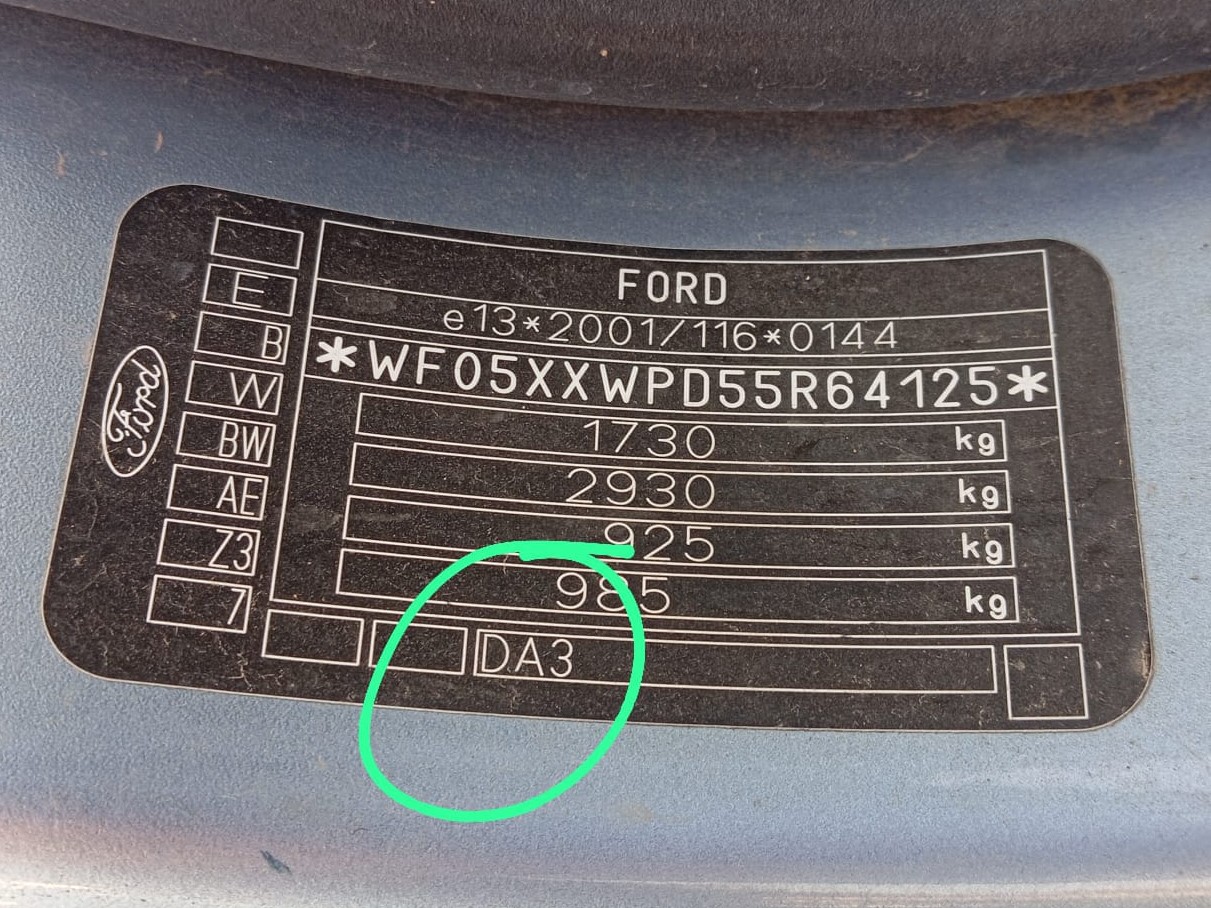 FORD
e13*2001/116*0144
*WF05XXWPD55R64125*
1730 kg
2930 kg
925 kg
985 kg
DA3
E
B
W
BW
AE
Z3
7
Ford